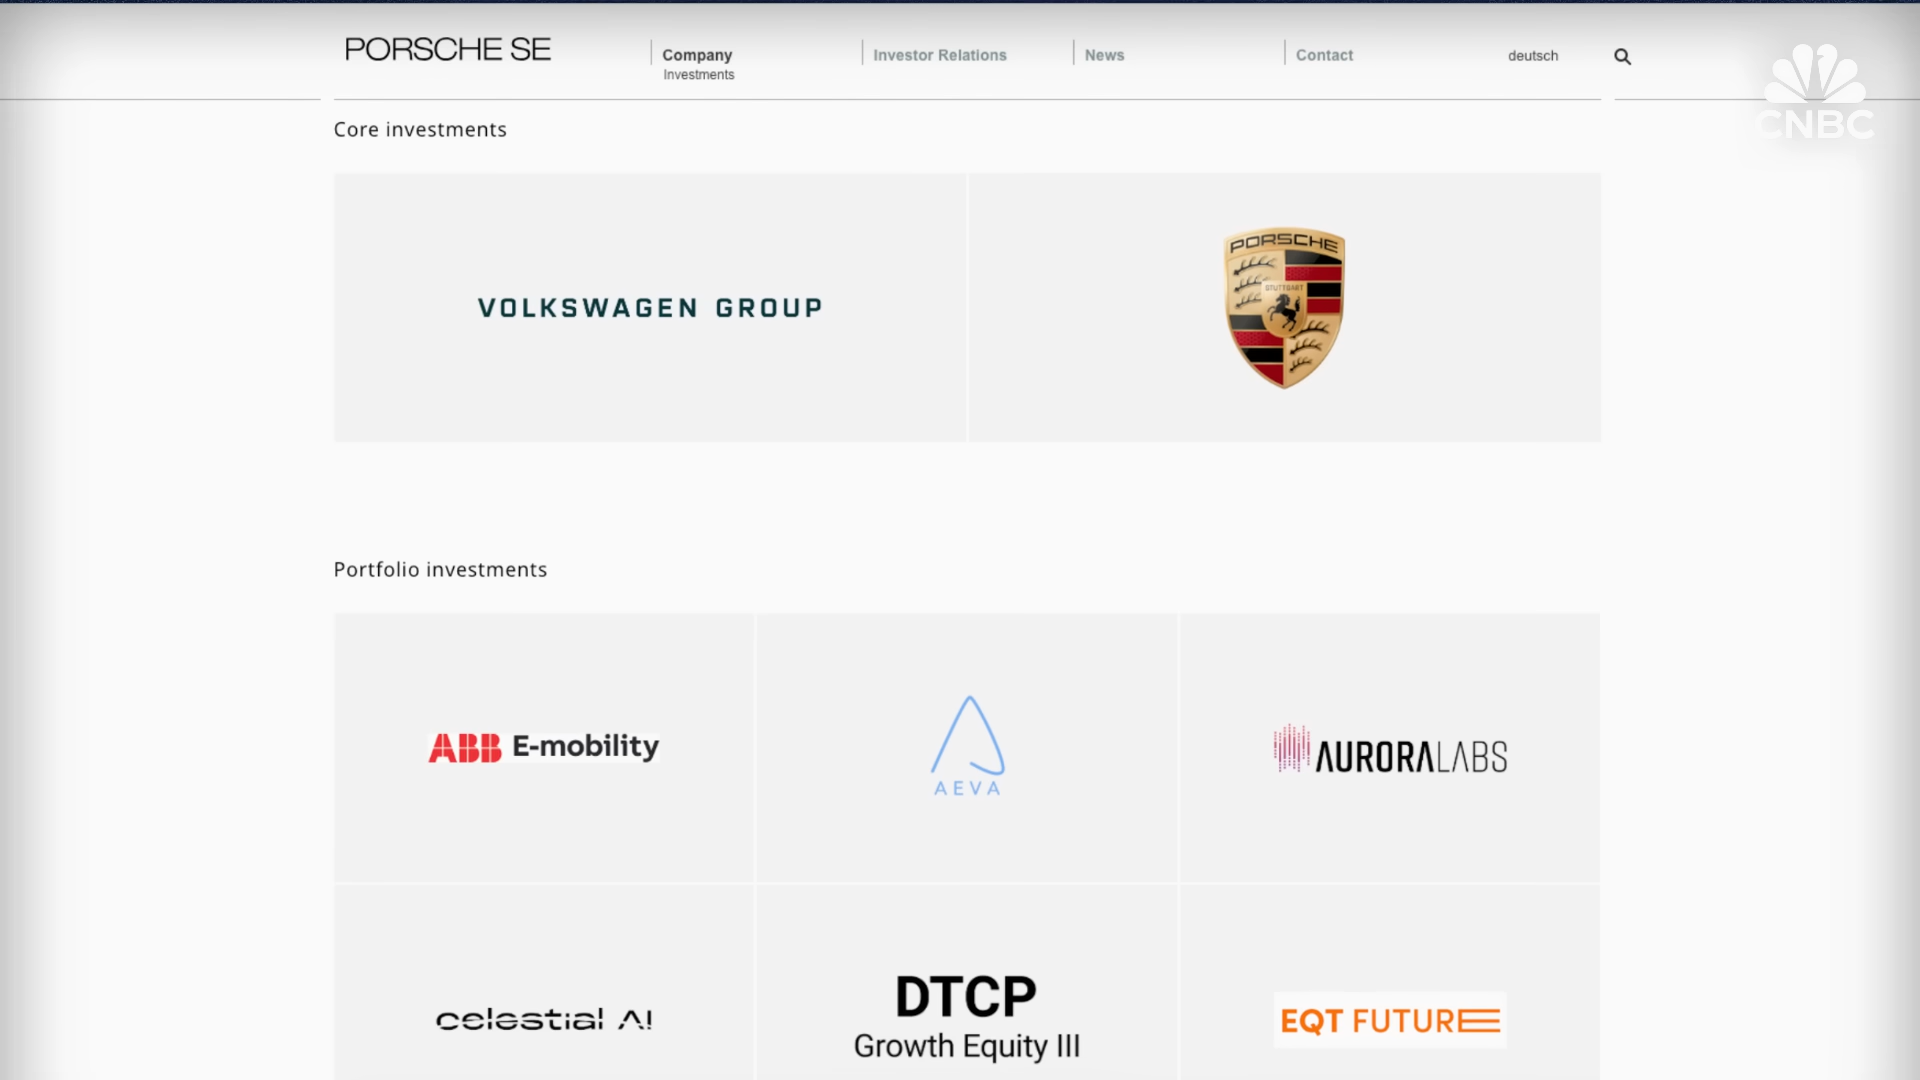 PORSCHE SE
Company
Investor Relations
News
Contact
deutsch
Investments
CNBC
Core investments
VOLKSWAGEN GROUP
PORSCHE
STUTTGART
Portfolio investments
ABB E-mobility
AEVA
AURORALABS
celestial AI
DTCP
Growth Equity III
EQT FUTURE